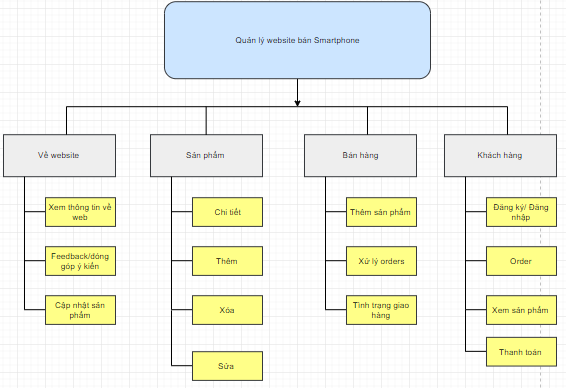 Quản lý website bán Smartphone
Về website
Sản phẩm
Bán hàng
Khách hàng
Xem thông tin về
web
Feedback/đóng
góp ý kiến
Cập nhật sản
phẩm
Chi tiết
Thêm
Xóa
Sửa
Thêm sản phẩm
Xử lý orders
Tình trạng giao
hàng
Đăng ký/ Đăng
nhập
Order
Xem sản phẩm
Thanh toán